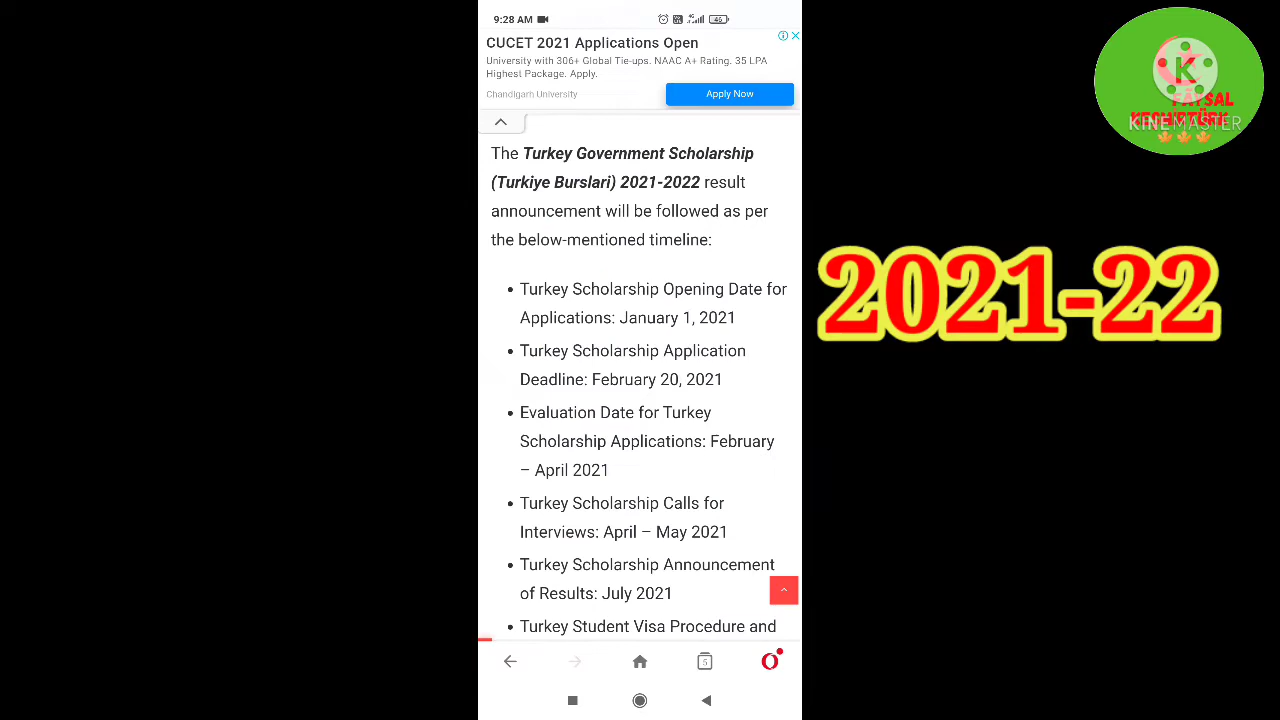 9:28 AM
4G
46
CUCET 2021 Applications Open
University with 306+ Global Tie-ups. NAAC A+ Rating. 35 LPA
Highest Package. Apply.
Chandigarh University
Apply Now
The Turkey Government Scholarship
(Turkiye Burslari) 2021-2022 result
announcement will be followed as per
the below-mentioned timeline:
• Turkey Scholarship Opening Date for
Applications: January 1, 2021
• Turkey Scholarship Application
Deadline: February 20, 2021
• Evaluation Date for Turkey
Scholarship Applications: February
– April 2021
• Turkey Scholarship Calls for
Interviews: April – May 2021
• Turkey Scholarship Announcement
of Results: July 2021
• Turkey Student Visa Procedure and
5
K
FAYSAL
KINEMASTER
2021-22